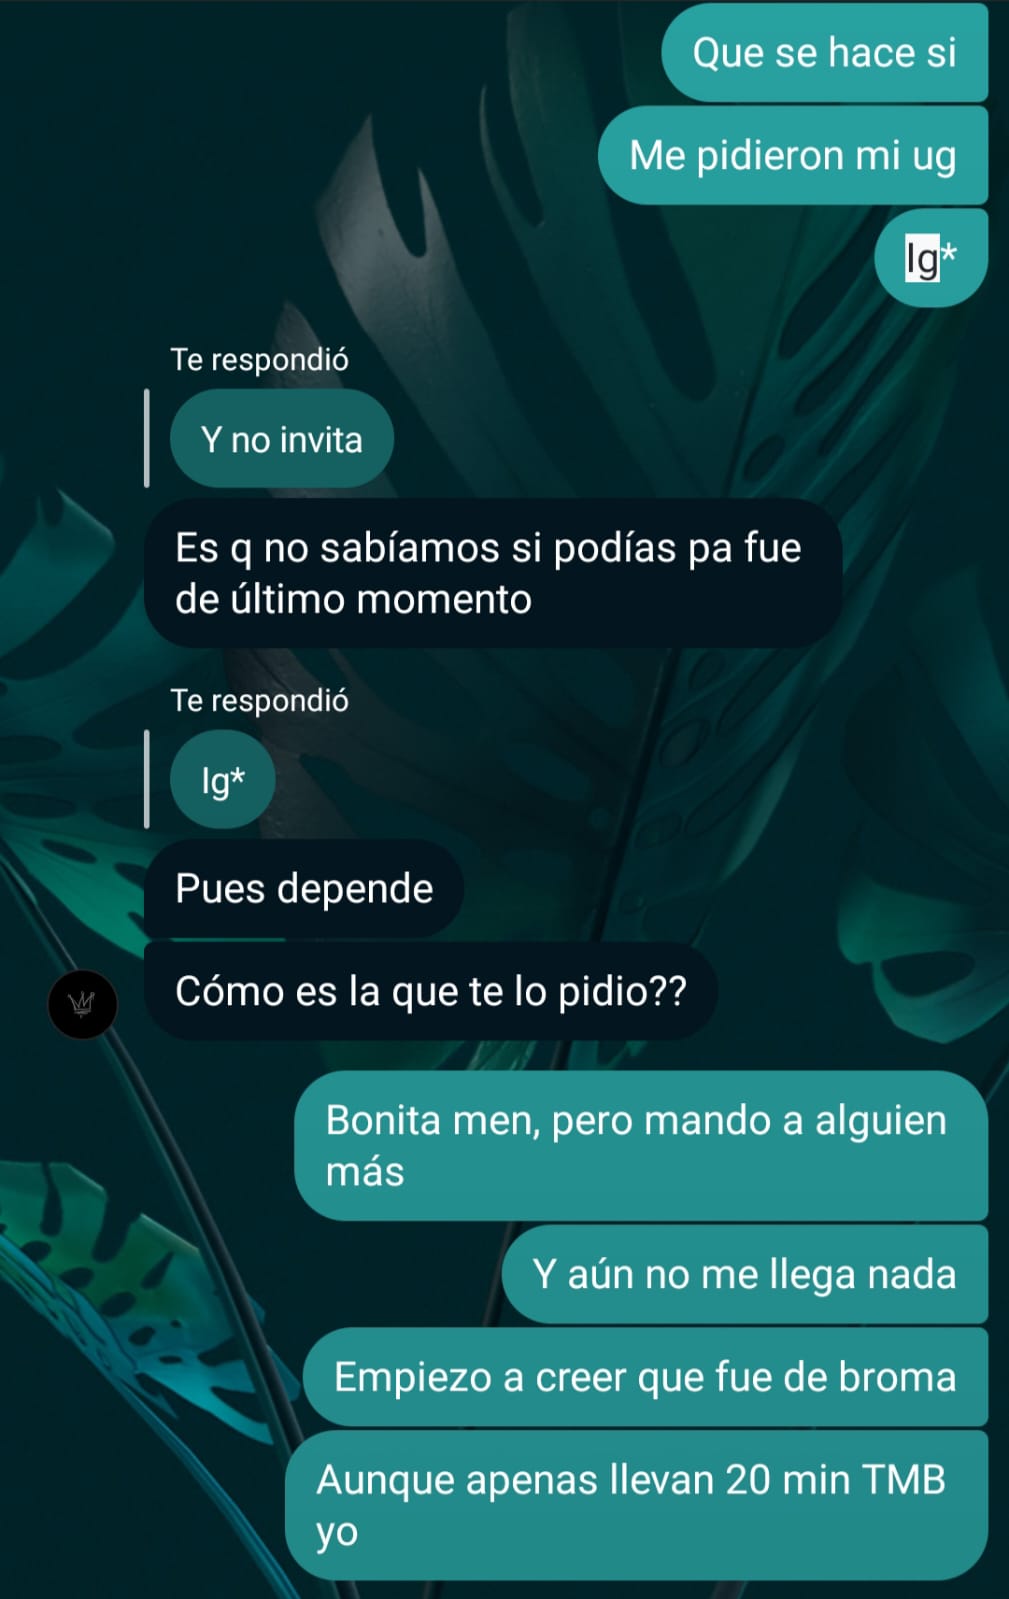 Que se hace si
Me pidieron mi ug
Ig*
Te respondió
Y no invita
Es q no sabíamos si podías pa fue
de último momento
Te respondió
Ig*
Pues depende
Cómo es la que te lo pidio??
Bonita men, pero mando a alguien
más
Y aún no me llega nada
Empiezo a creer que fue de broma
Aunque apenas llevan 20 min TMB
yo